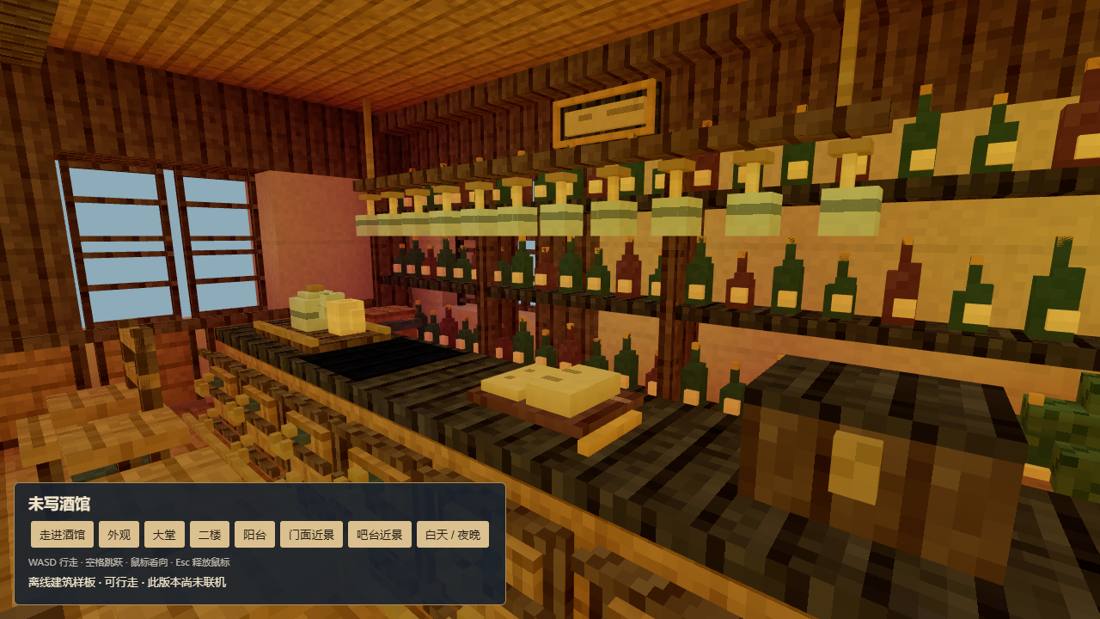 未写酒馆
走进酒馆 外观 大堂 二楼 阳台 门面近景 吧台近景 白天 / 夜晚
WASD 行走 · 空格跳跃 · 鼠标看向 · Esc 释放鼠标
离线建筑样板 · 可行走 · 此版本尚未联机